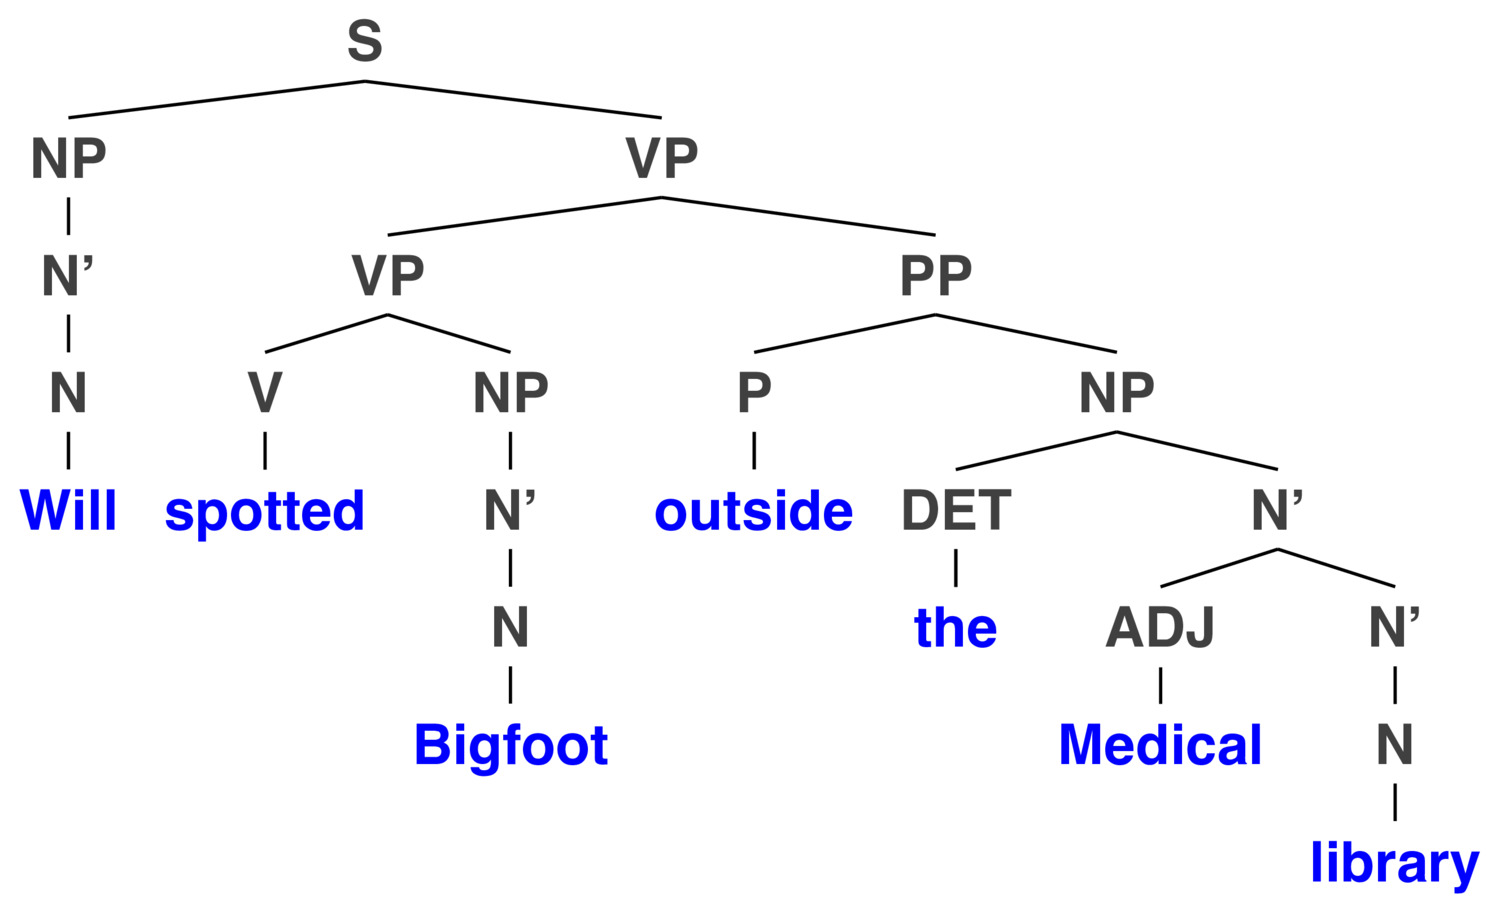 S
NP VP
N’ VP PP
N V NP P NP
Will spotted N’ outside DET N’
N the ADJ N’
Bigfoot Medical N
library